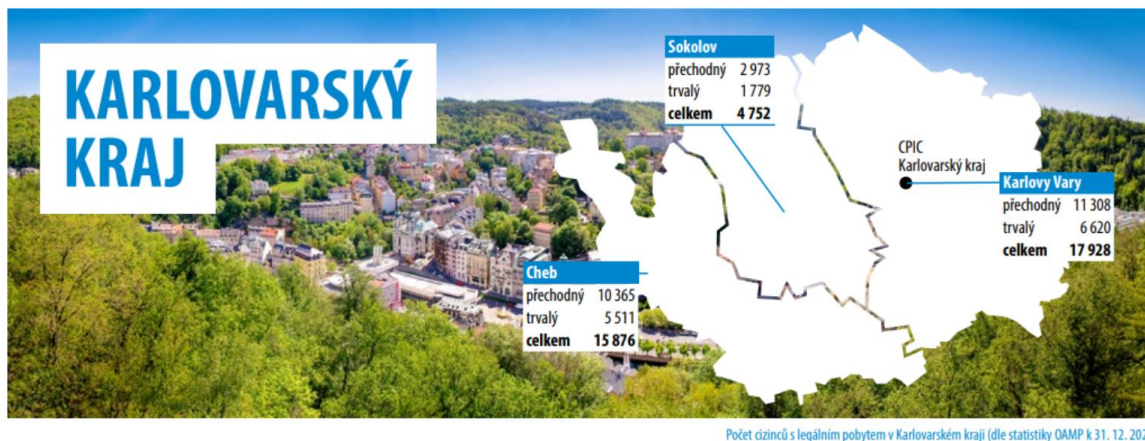 KARLOVARSKÝ
KRAJ
Sokolov
přechodný 2 973
trvalý 1 779
celkem 4 752
CPIC
Karlovarský kraj
Karlovy Vary
přechodný 11 308
trvalý 6 620
celkem 17 928
Cheb
přechodný 10 365
trvalý 5 511
celkem 15 876
Počet cizinců s legálním pobytem v Karlovarském kraji (dle statistiky OAMP k 31. 12.